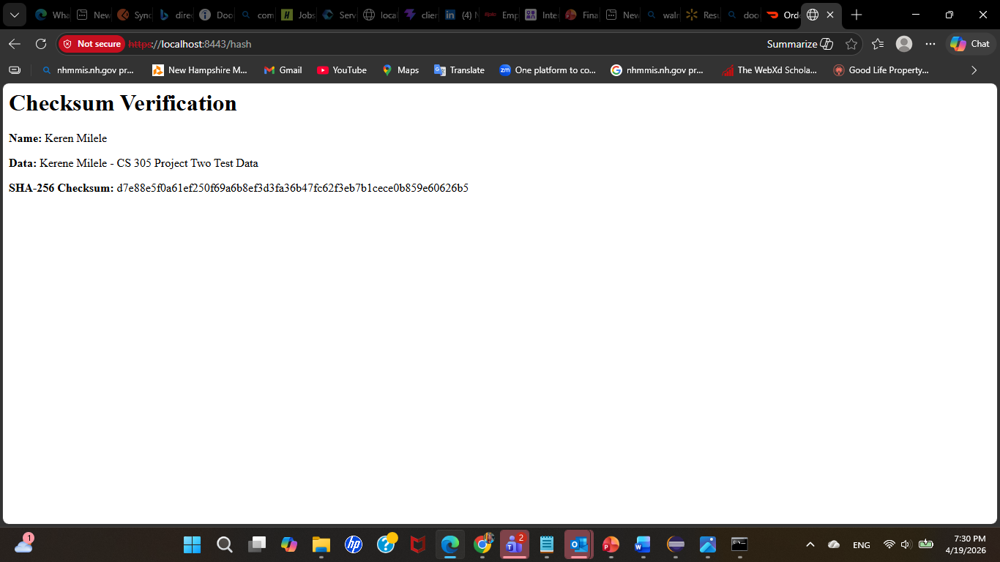 Wha
New
Sync
direc
Doo
com
Jobs
Serv
local
clien
(4) N
Emp
Inte
Fina
New
walr
Resu
doo
Orde
Not secure https://localhost:8443/hash
Summarize
Chat
nhmmis.nh.gov pr...
New Hampshire M...
Gmail
YouTube
Maps
Translate
One platform to co...
nhmmis.nh.gov pr...
The WebXd Schola...
Good Life Property...
Checksum Verification
Name: Keren Milele
Data: Kerene Milele - CS 305 Project Two Test Data
SHA-256 Checksum: d7e88e5f0a61ef250f69a6b8ef3d3fa36b47fc62f3eb7b1cece0b859e60626b5
1
2
ENG
7:30 PM
4/19/2026